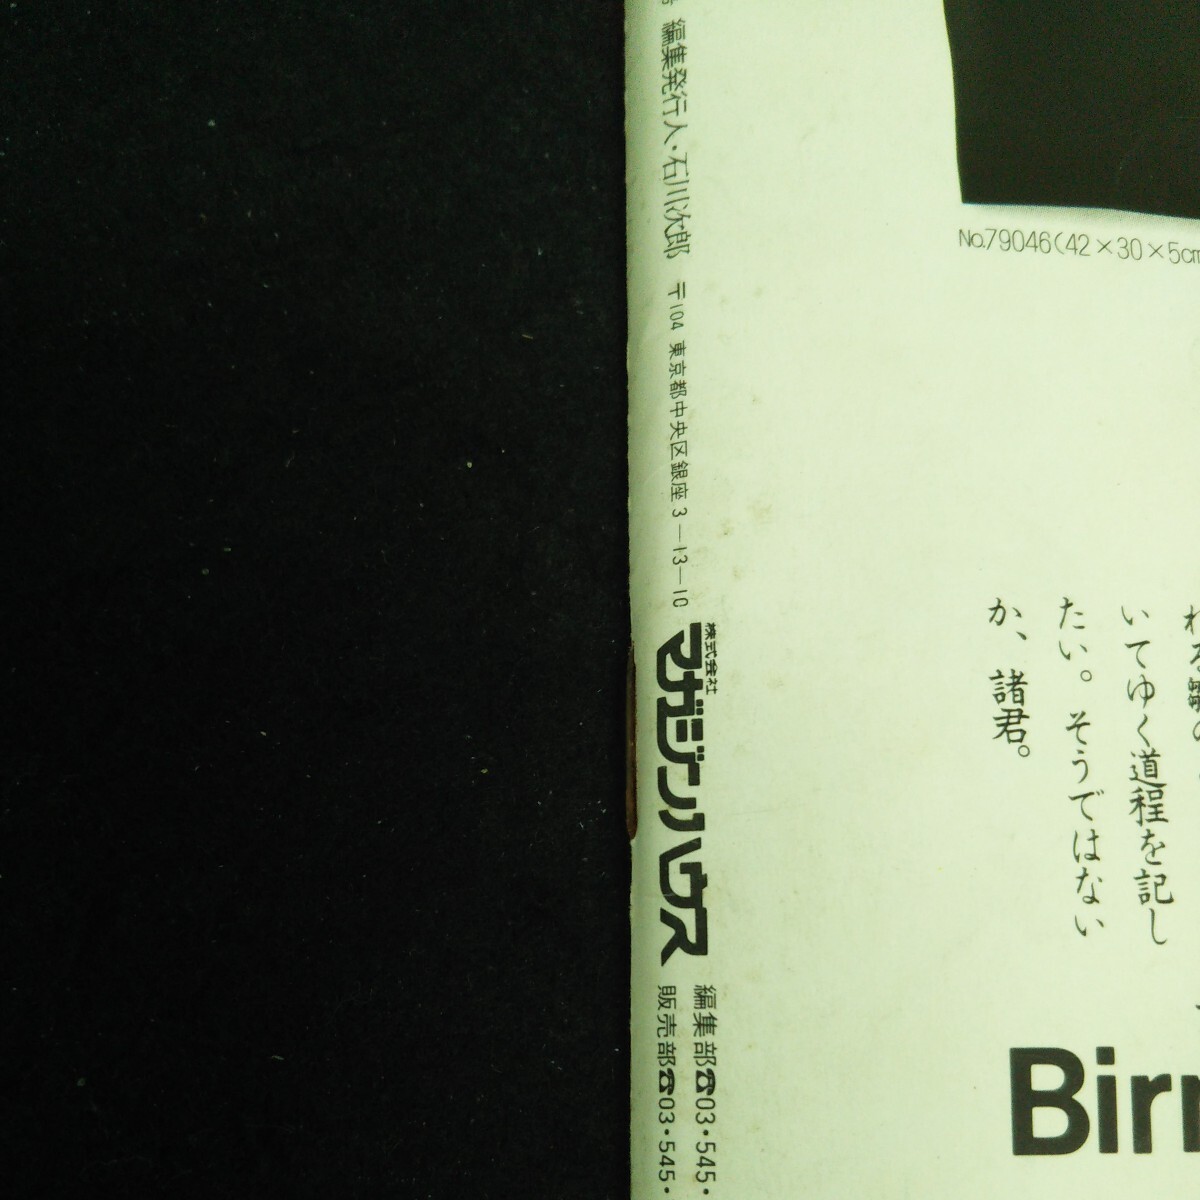 編集発行人・石川次郎 〒104 東京都中央区銀座3—13—10
株式会社
マガジンハウス
編集部☎03・545・
販売部☎03・545・
No.79046(42×30×5cm
いてゆく道程を記し
たい。そうではない
か、諸君。
Birm